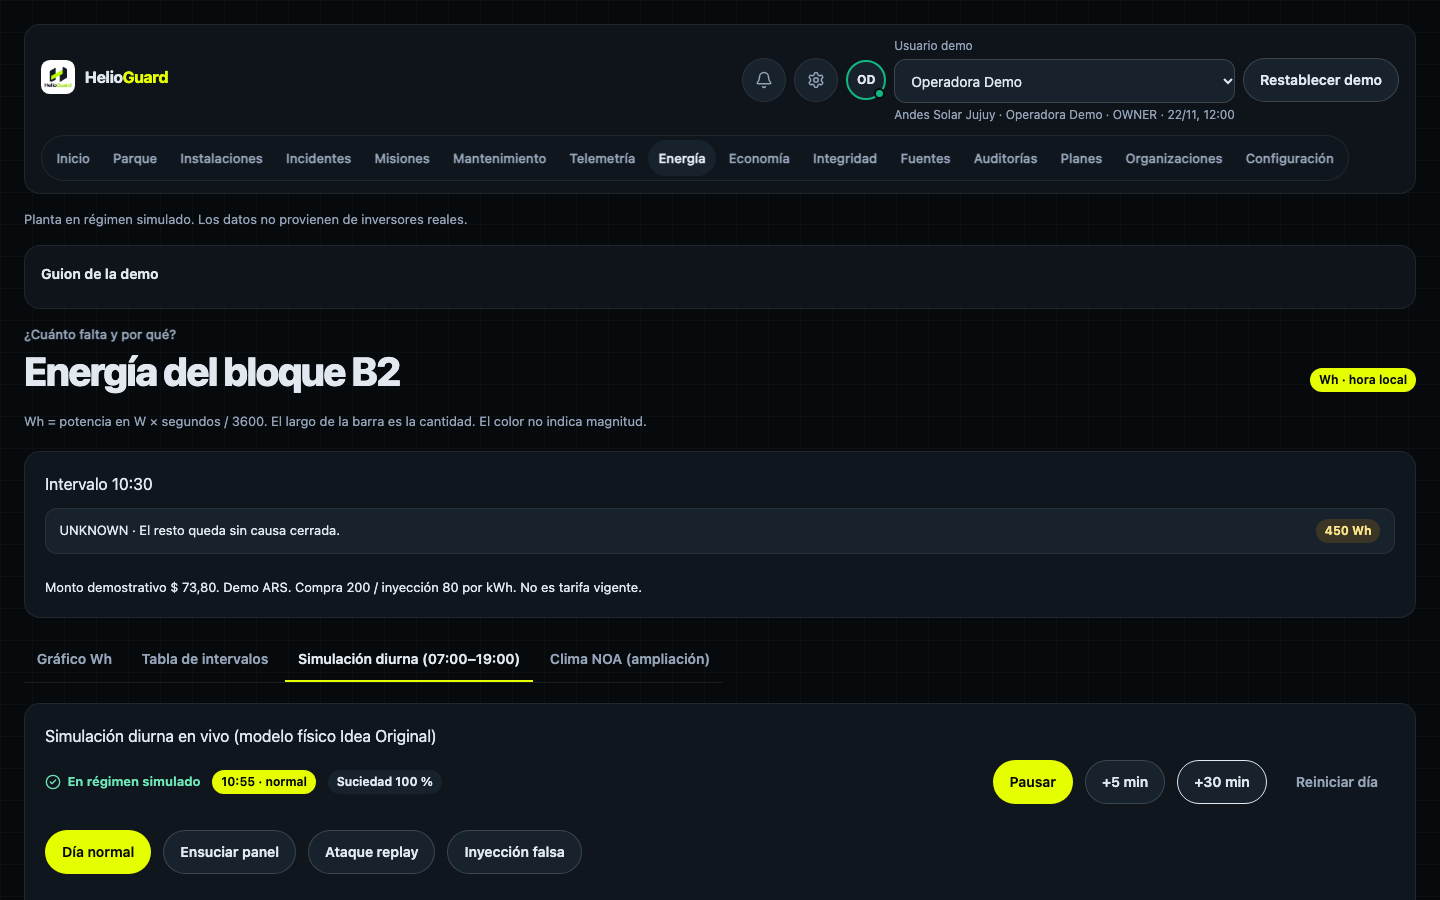 HelioGuard
OD
Usuario demo
Operadora Demo
Restablecer demo
Andes Solar Jujuy · Operadora Demo · OWNER · 22/11, 12:00
Inicio Parque Instalaciones Incidentes Misiones Mantenimiento Telemetría Energía Economía Integridad Fuentes Auditorías Planes Organizaciones Configuración
Planta en régimen simulado. Los datos no provienen de inversores reales.
Guion de la demo
¿Cuánto falta y por qué?
Energía del bloque B2
Wh · hora local
Wh = potencia en W × segundos / 3600. El largo de la barra es la cantidad. El color no indica magnitud.
Intervalo 10:30
UNKNOWN · El resto queda sin causa cerrada.
450 Wh
Monto demostrativo $ 73,80. Demo ARS. Compra 200 / inyección 80 por kWh. No es tarifa vigente.
Gráfico Wh Tabla de intervalos Simulación diurna (07:00–19:00) Clima NOA (ampliación)
Simulación diurna en vivo (modelo físico Idea Original)
En régimen simulado 10:55 · normal Suciedad 100 % Pausar +5 min +30 min Reiniciar día
Día normal Ensuciar panel Ataque replay Inyección falsa